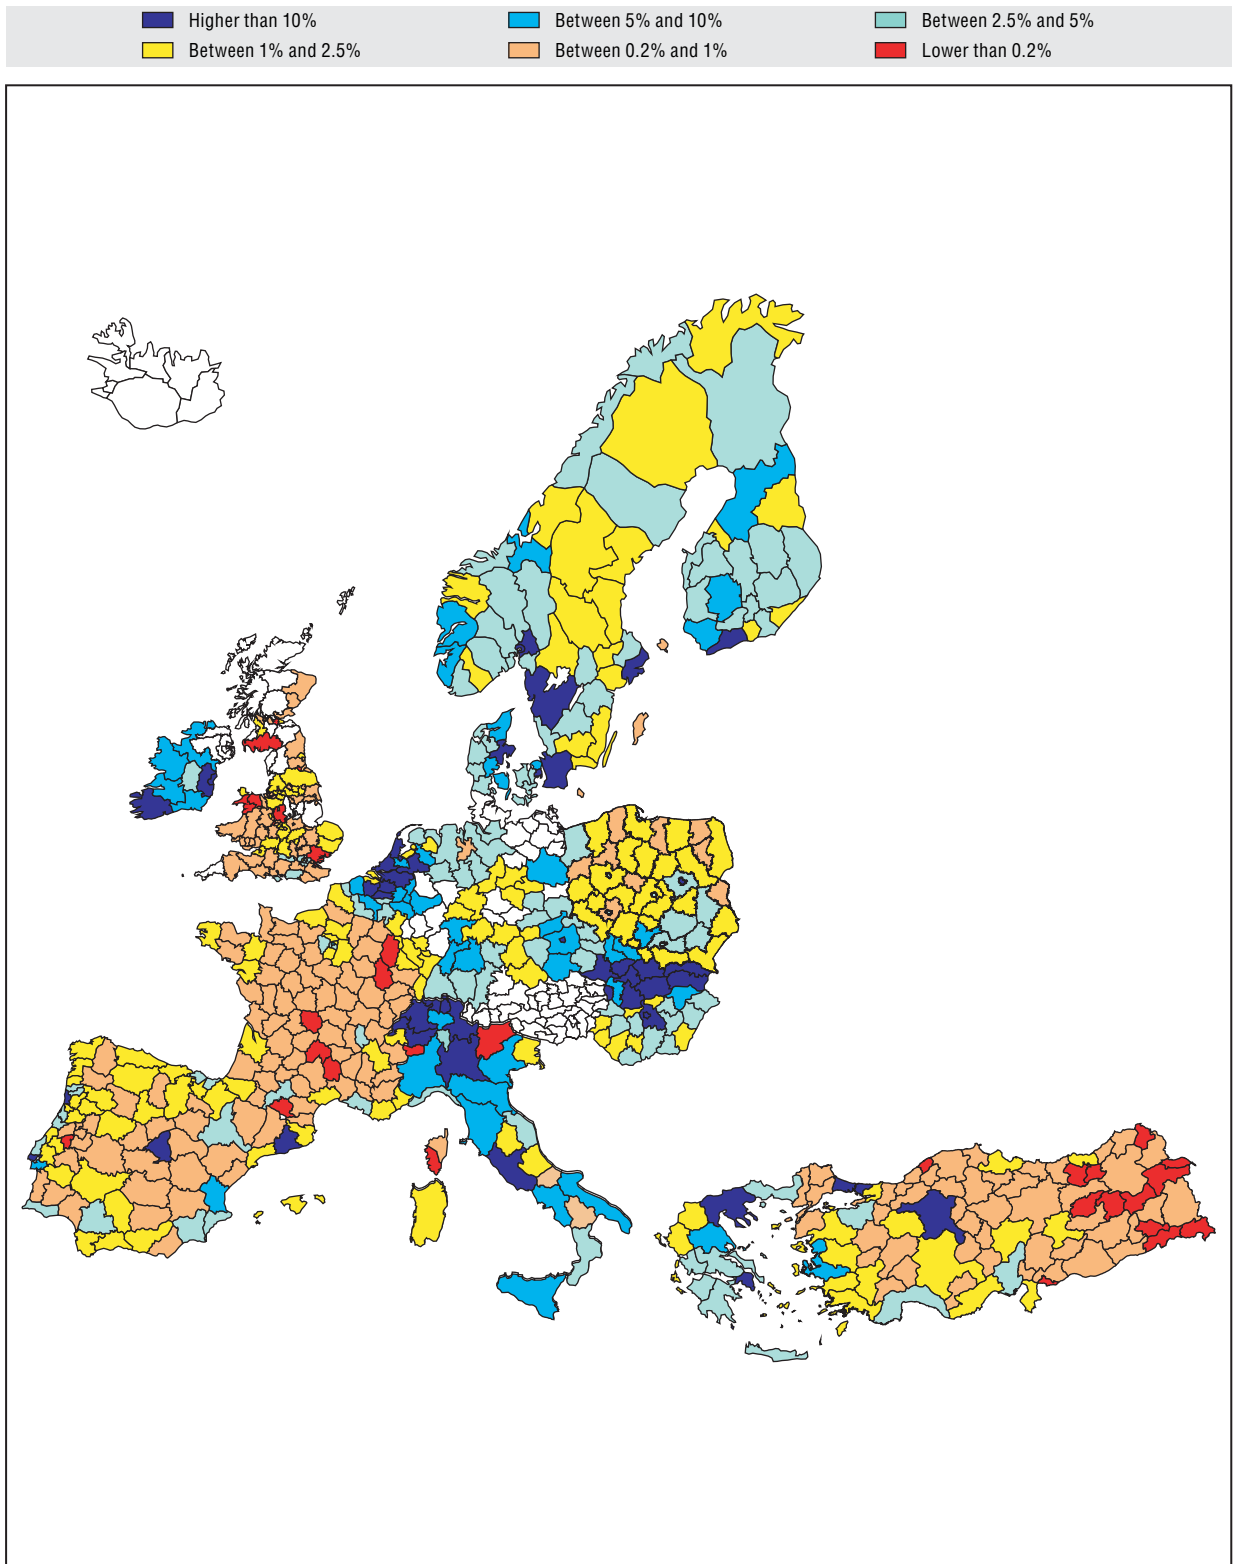 Higher than 10% Between 5% and 10% Between 2.5% and 5%
Between 1% and 2.5% Between 0.2% and 1% Lower than 0.2%